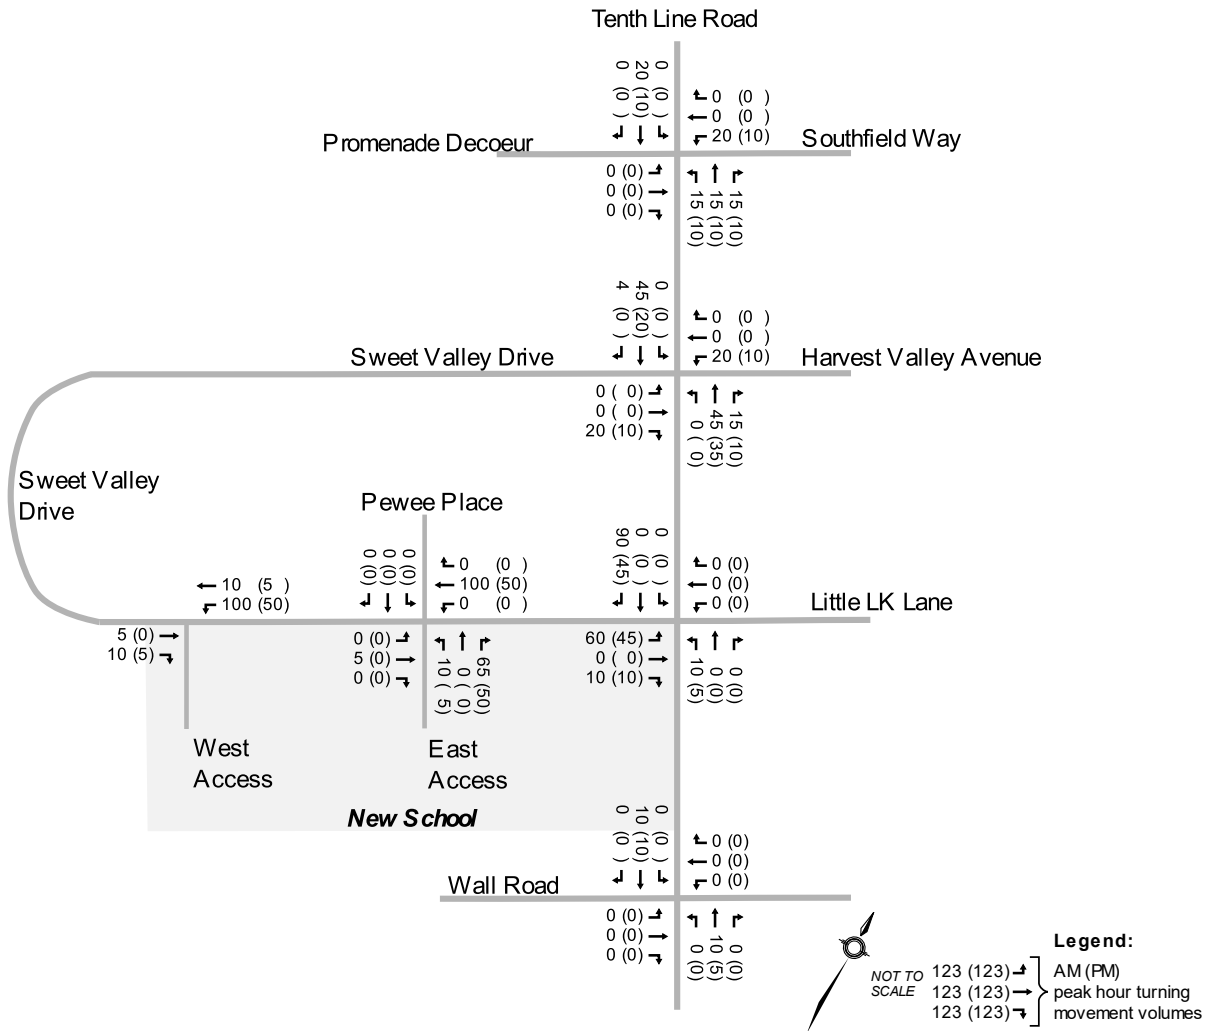 Tenth Line Road
0 (0 )
20 (10)
0 (0 )
0 (0 )
0 (0 )
20 (10)
Promenade Decoeur
Southfield Way
0 (0)
0 (0)
0 (0)
15 (10)
15 (10)
15 (10)
4 (0 )
45 (20)
0 (0 )
0 (0 )
0 (0 )
20 (10)
Sweet Valley Drive
Harvest Valley Avenue
0 ( 0)
0 ( 0)
20 (10)
0 ( 0)
45 (35)
15 (10)
Sweet Valley
Drive
Pewee Place
0 (0)
0 (0)
0 (0)
0 (0 )
100 (50)
0 (0 )
90 (45)
0 (0 )
0 (0 )
0 (0)
0 (0)
0 (0)
10 (5 )
100 (50)
Little LK Lane
5 (0)
10 (5)
0 (0)
5 (0)
0 (0)
10 ( 5)
0 ( 0)
65 (50)
60 (45)
0 ( 0)
10 (10)
10 (5)
0 (0)
0 (0)
West
Access
East
Access
New School
0 (0 )
10 (10)
0 (0 )
0 (0)
0 (0)
0 (0)
Wall Road
0 (0)
0 (0)
0 (0)
0 (0)
10 (5)
0 (0)
Legend:
NOT TO
SCALE
123 (123) AM (PM)
123 (123) peak hour turning
123 (123) movement volumes